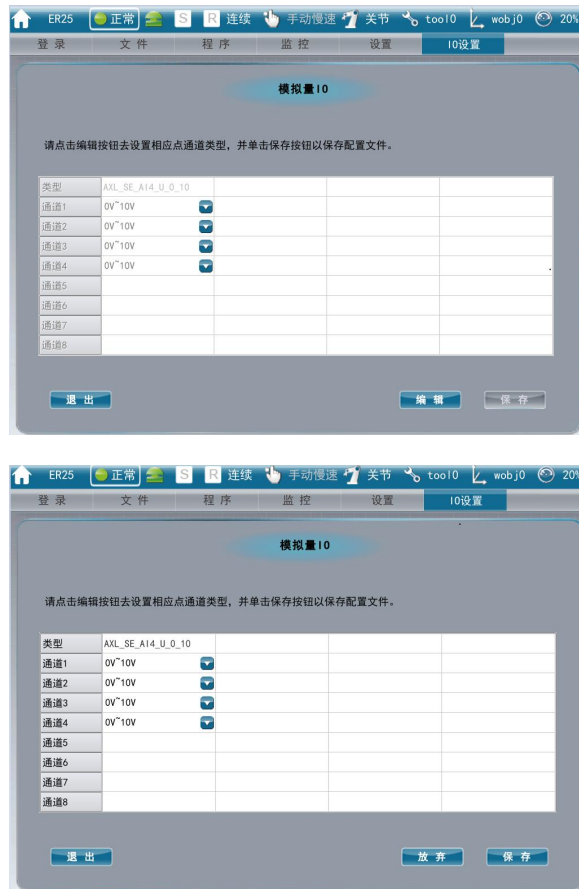 ER25 正常 S R 连续 手动慢速 关节 tool0 wobj0 20%
登 录 文 件 程 序 监 控 设置 IO设置
模拟量IO
请点击编辑按钮去设置相应点通道类型，并单击保存按钮以保存配置文件。
类型 AXL_SE_AI4_U_0_10
通道1 0V~10V
通道2 0V~10V
通道3 0V~10V
通道4 0V~10V
通道5
通道6
通道7
通道8
退 出 编 辑 保 存
ER25 正常 S R 连续 手动慢速 关节 tool0 wobj0 20%
登 录 文 件 程 序 监 控 设置 IO设置
模拟量IO
请点击编辑按钮去设置相应点通道类型，并单击保存按钮以保存配置文件。
类型 AXL_SE_AI4_U_0_10
通道1 0V~10V
通道2 0V~10V
通道3 0V~10V
通道4 0V~10V
通道5
通道6
通道7
通道8
退 出 放 弃 保 存